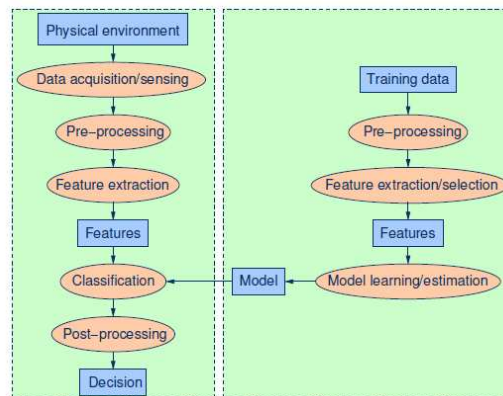 Physical environment
Data acquisition/sensing
Pre−processing
Feature extraction
Features
Classification
Post−processing
Decision
Training data
Pre−processing
Feature extraction/selection
Features
Model learning/estimation
Model